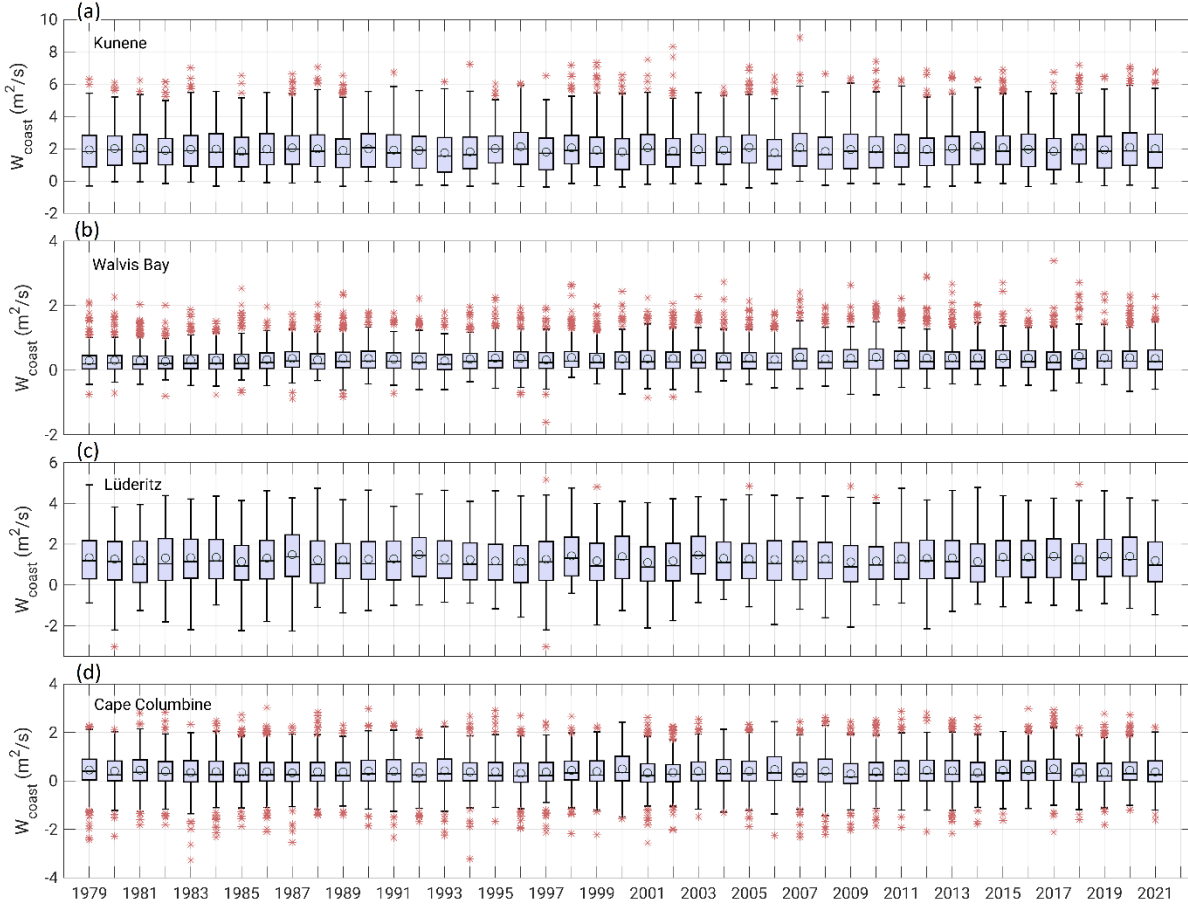 (a)
10
Kunene
8
6
4
2
0
-2
W_coast (m²/s)
(b)
4
Walvis Bay
2
0
-2
W_coast (m²/s)
(c)
6
Lüderitz
4
2
0
-2
W_coast (m²/s)
(d)
4
Cape Columbine
2
0
-2
-4
W_coast (m²/s)
1979 1981 1983 1985 1987 1989 1991 1993 1995 1997 1999 2001 2003 2005 2007 2009 2011 2013 2015 2017 2019 2021